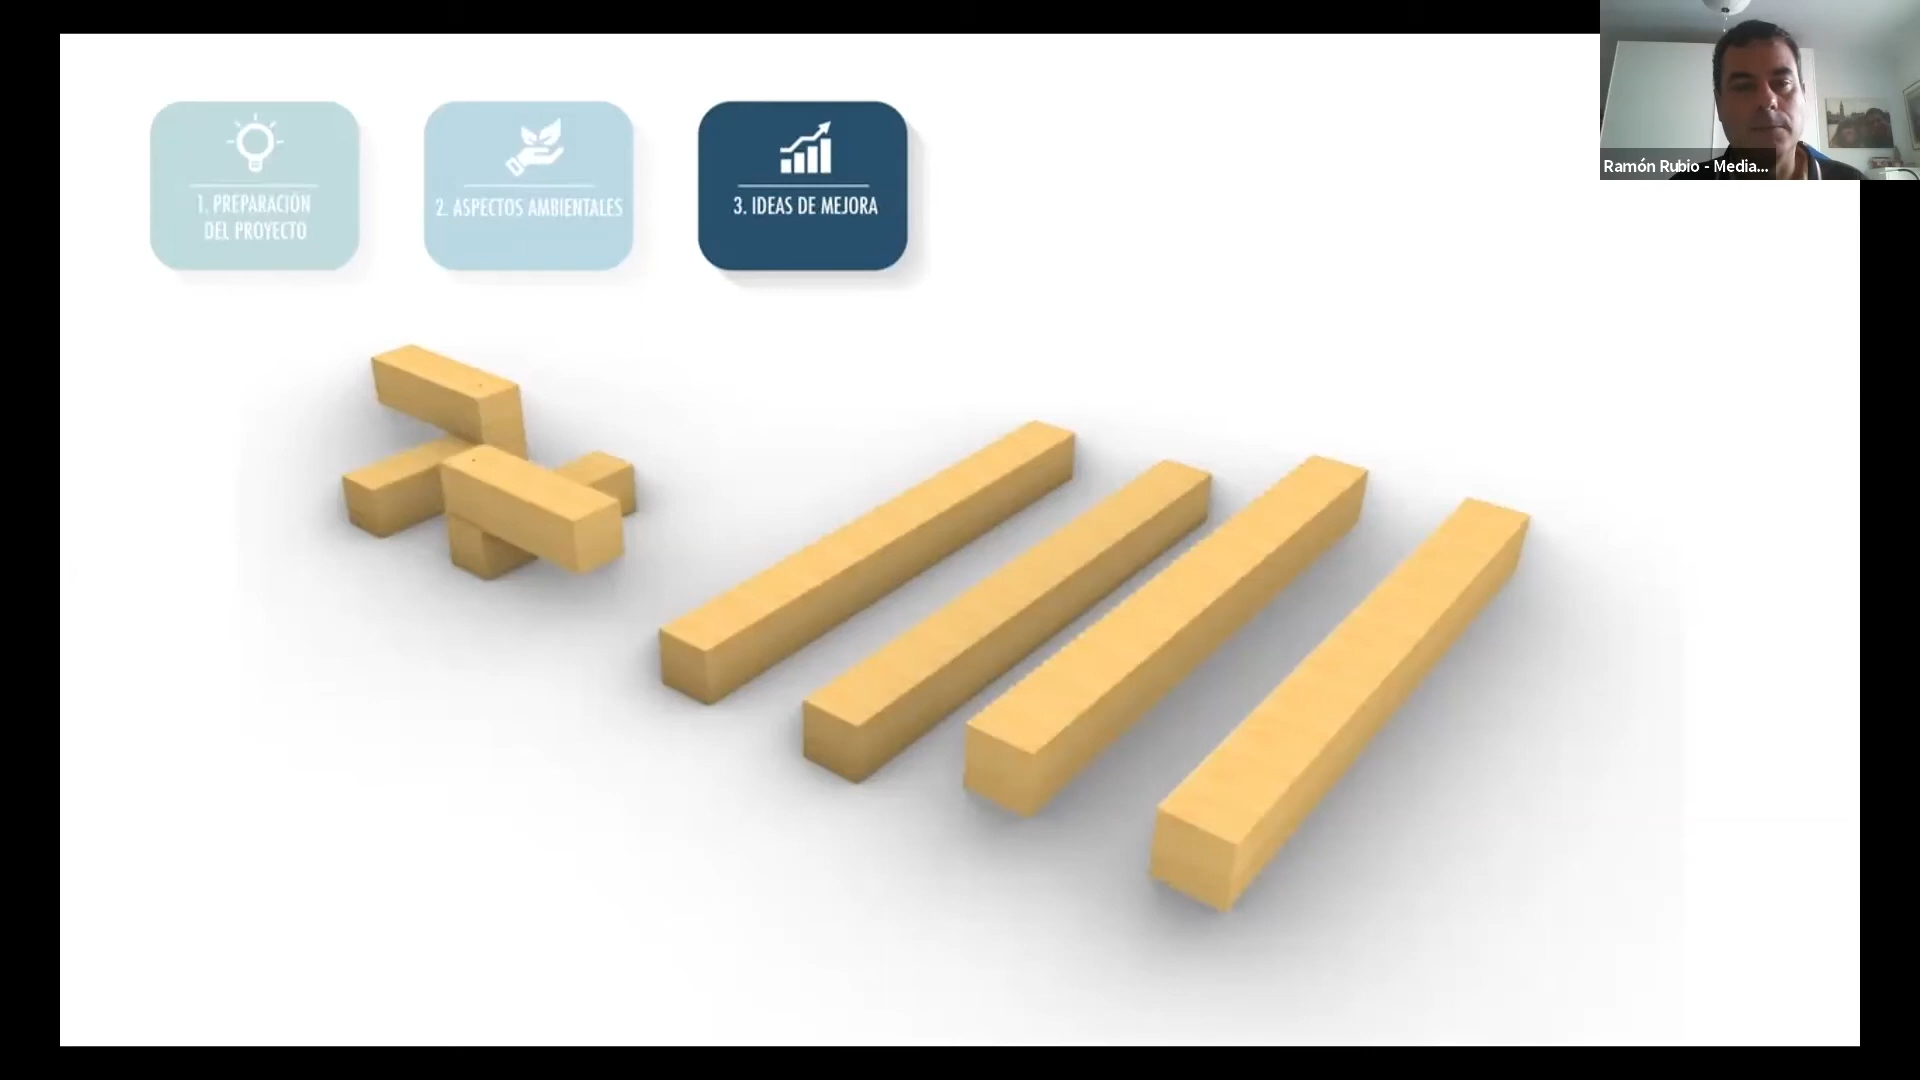 1. PREPARACIÓN
DEL PROYECTO
2. ASPECTOS AMBIENTALES
3. IDEAS DE MEJORA
Ramón Rubio - Media...